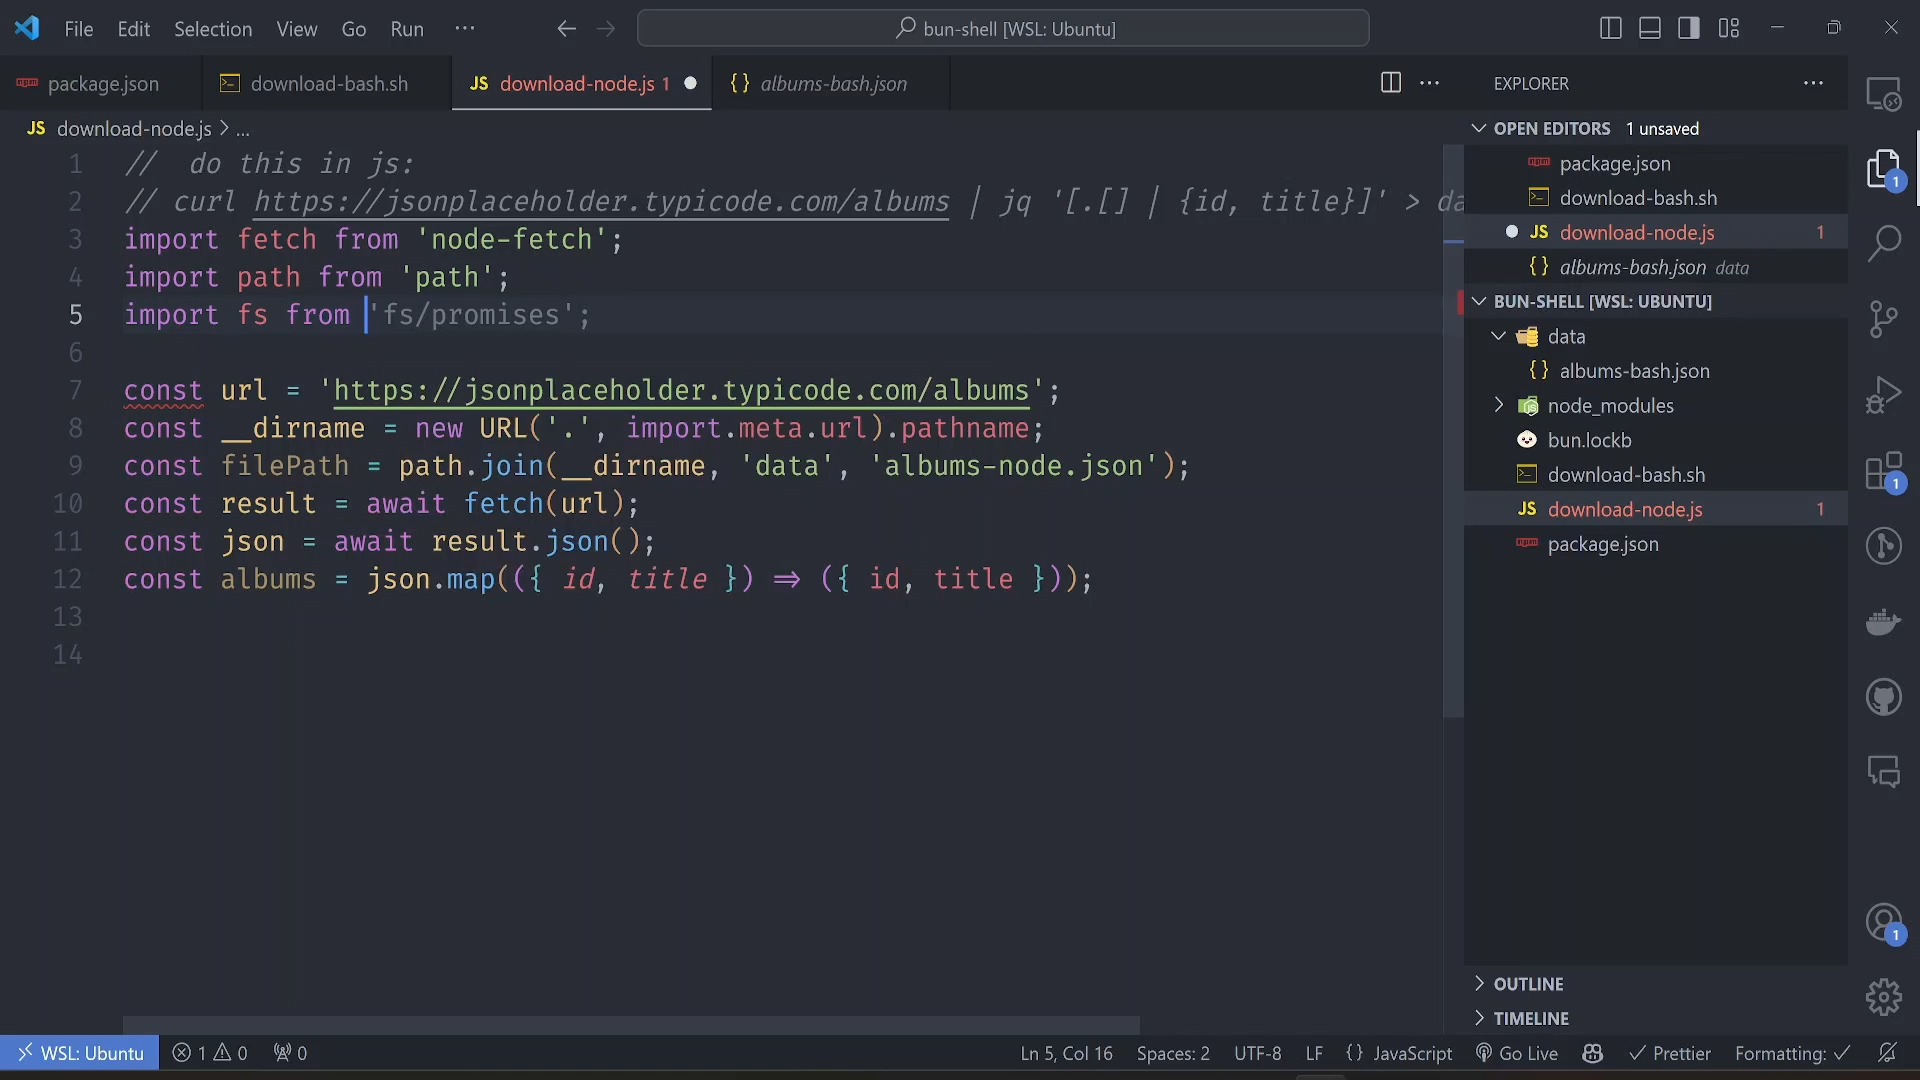 File Edit Selection View Go Run ··· bun-shell [WSL: Ubuntu]
package.json download-bash.sh JS download-node.js 1 {} albums-bash.json ··· EXPLORER ···
JS download-node.js > ...
1 //  do this in js:
2 // curl https://jsonplaceholder.typicode.com/albums | jq '[.[] | {id, title}]' > da
3 import fetch from 'node-fetch';
4 import path from 'path';
5 import fs from 'fs/promises';
6
7 const url = 'https://jsonplaceholder.typicode.com/albums';
8 const __dirname = new URL('.', import.meta.url).pathname;
9 const filePath = path.join(__dirname, 'data', 'albums-node.json');
10 const result = await fetch(url);
11 const json = await result.json();
12 const albums = json.map(({ id, title }) => ({ id, title }));
13
14
OPEN EDITORS 1 unsaved
package.json
download-bash.sh
JS download-node.js 1
{} albums-bash.json data
BUN-SHELL [WSL: UBUNTU]
data
{} albums-bash.json
node_modules
bun.lockb
download-bash.sh
JS download-node.js 1
package.json
OUTLINE
TIMELINE
1
1
1
WSL: Ubuntu 1 0 0 Ln 5, Col 16 Spaces: 2 UTF-8 LF {} JavaScript Go Live Prettier Formatting: ✓